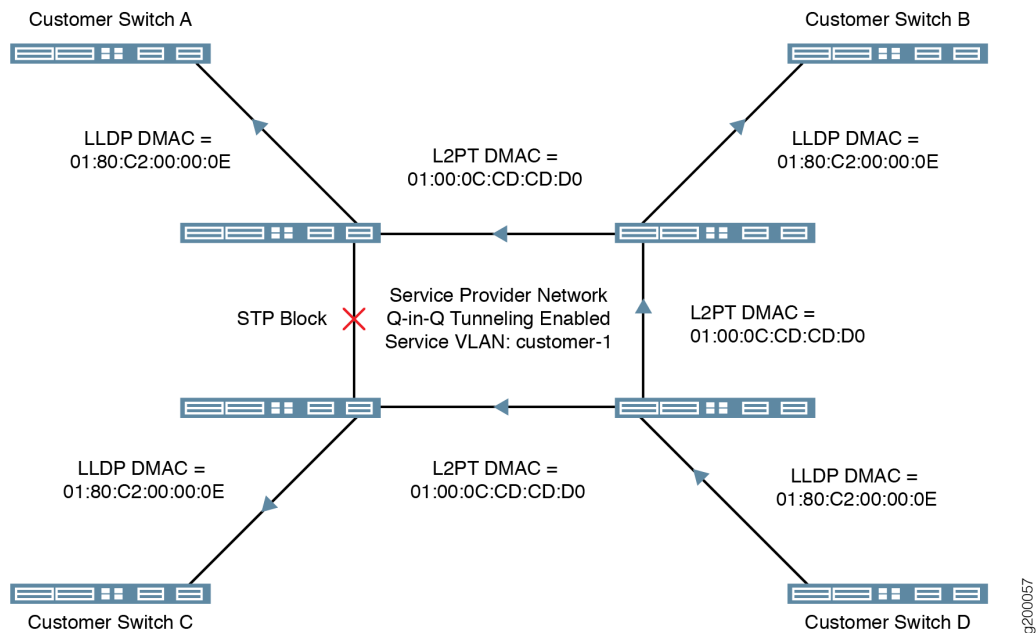 Customer Switch A
Customer Switch B
LLDP DMAC =
01:80:C2:00:00:0E
L2PT DMAC =
01:00:0C:CD:CD:D0
LLDP DMAC =
01:80:C2:00:00:0E
STP Block
Service Provider Network
Q-in-Q Tunneling Enabled
Service VLAN: customer-1
L2PT DMAC =
01:00:0C:CD:CD:D0
LLDP DMAC =
01:80:C2:00:00:0E
L2PT DMAC =
01:00:0C:CD:CD:D0
LLDP DMAC =
01:80:C2:00:00:0E
Customer Switch C
Customer Switch D
g200057